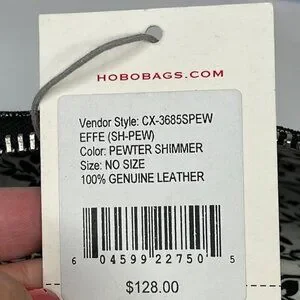 HOBOBAGS.COM
Vendor Style: CX-3685SPEW
EFFE (SH-PEW)
Color: PEWTER SHIMMER
Size: NO SIZE
100% GENUINE LEATHER
6 04599 22750 5
$128.00